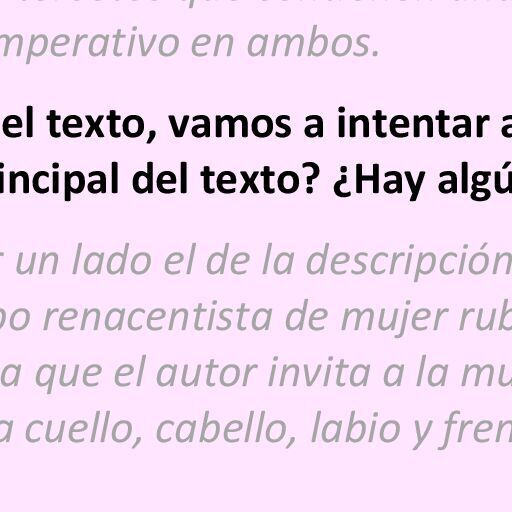 mperativo en ambos.
el texto, vamos a intentar a
incipal del texto? ¿Hay algú
un lado el de la descripción
po renacentista de mujer rub
a que el autor invita a la mu
a cuello, cabello, labio y fren